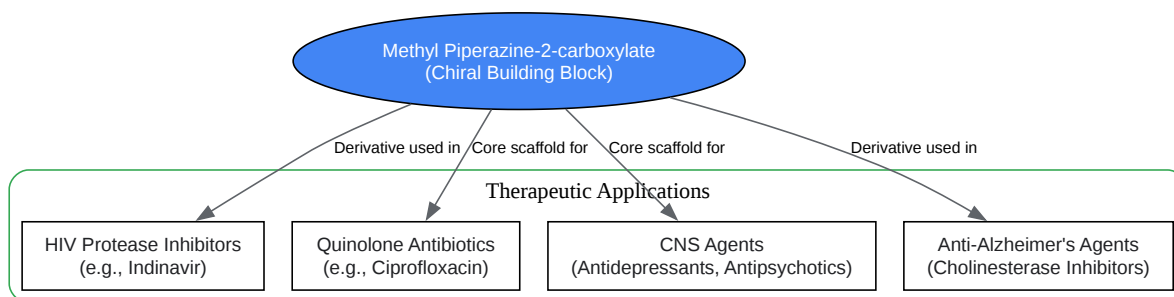 Methyl Piperazine-2-carboxylate
(Chiral Building Block)
Derivative used in
Core scaffold for
Core scaffold for
Derivative used in
Therapeutic Applications
HIV Protease Inhibitors
(e.g., Indinavir)
Quinolone Antibiotics
(e.g., Ciprofloxacin)
CNS Agents
(Antidepressants, Antipsychotics)
Anti-Alzheimer's Agents
(Cholinesterase Inhibitors)